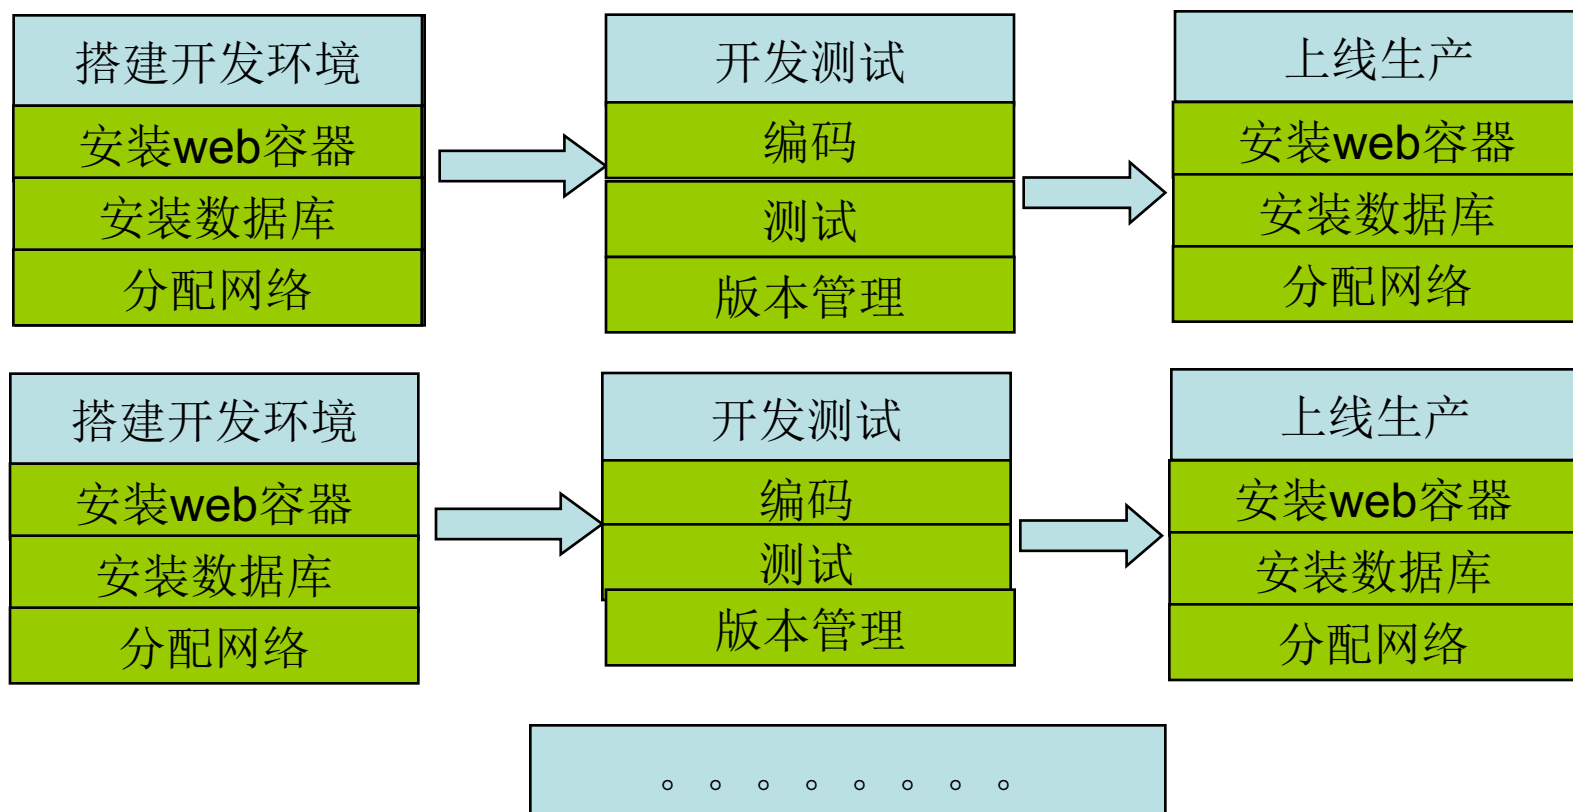 搭建开发环境
安装web容器
安装数据库
分配网络
开发测试
编码
测试
版本管理
上线生产
安装web容器
安装数据库
分配网络
搭建开发环境
安装web容器
安装数据库
分配网络
开发测试
编码
测试
版本管理
上线生产
安装web容器
安装数据库
分配网络
。。。。。。。。